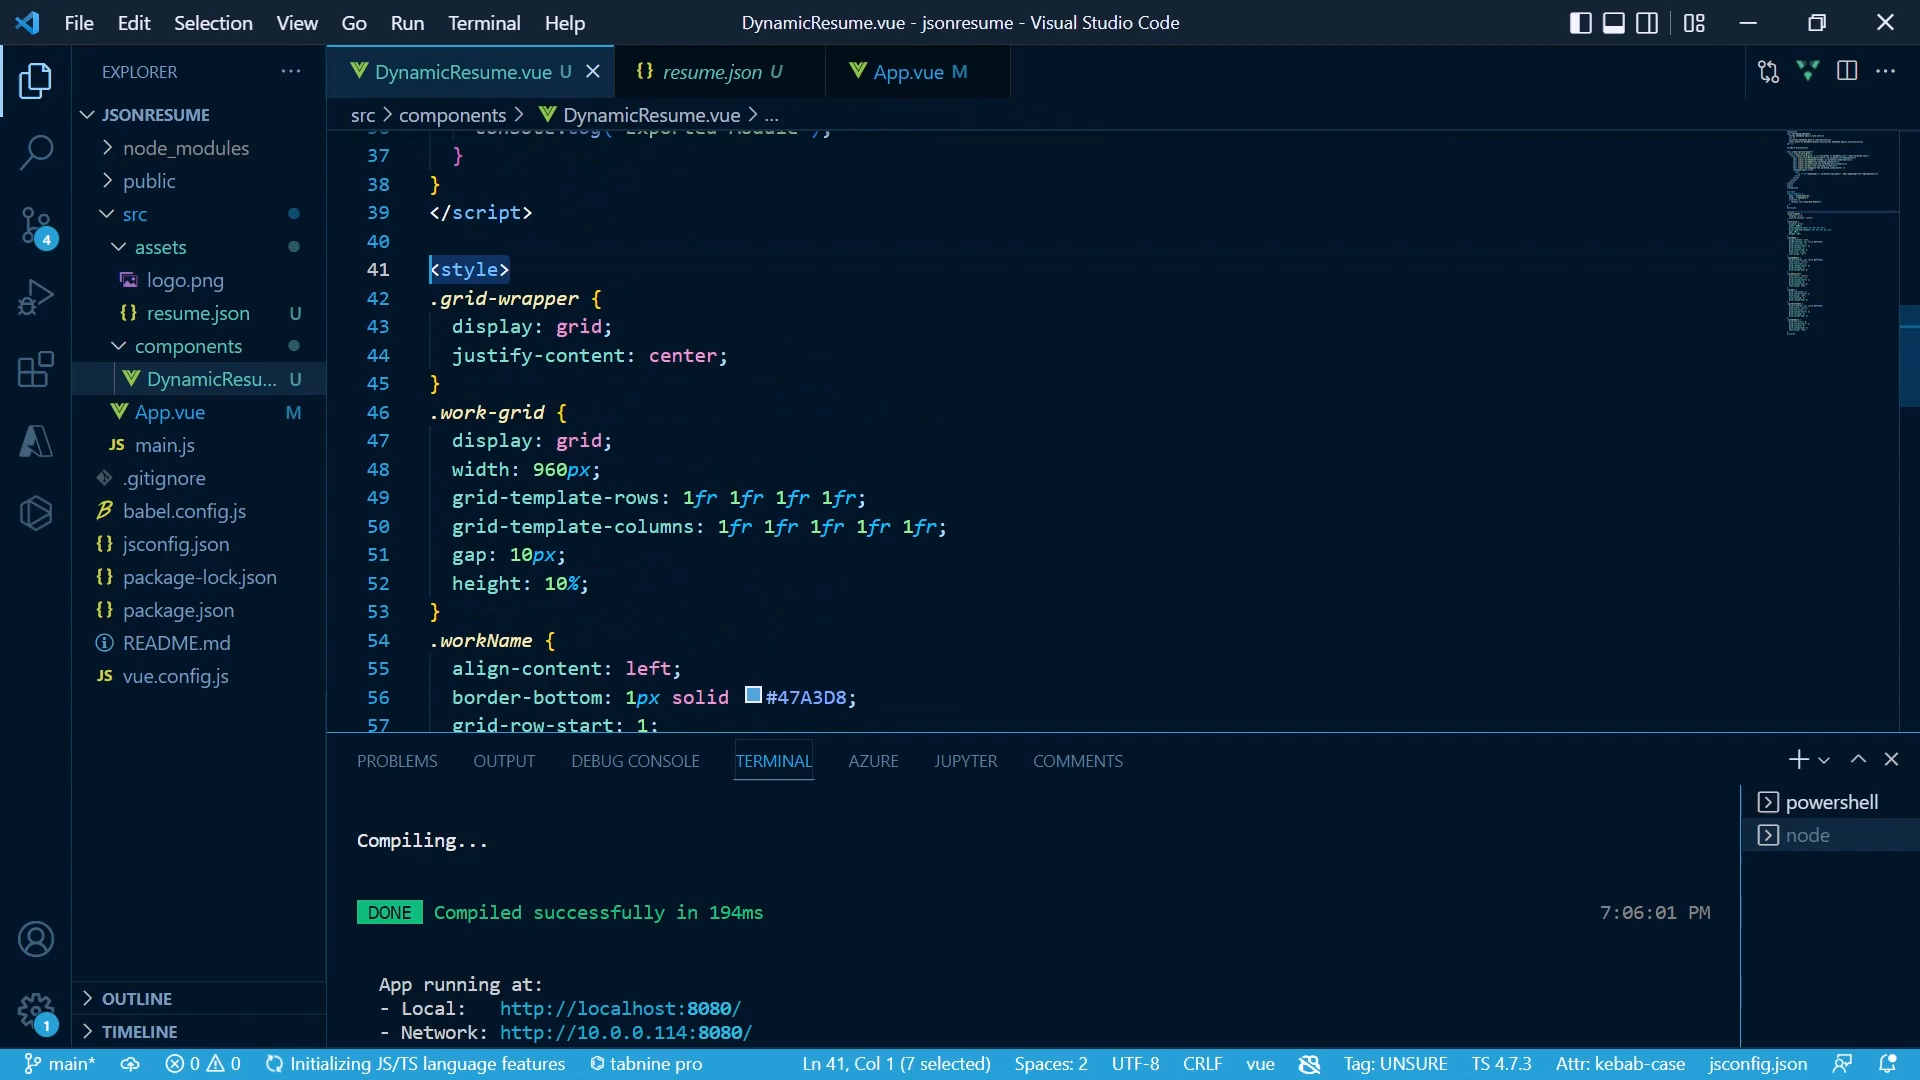 File Edit Selection View Go Run Terminal Help
DynamicResume.vue - jsonresume - Visual Studio Code
EXPLORER
DynamicResume.vue U
{} resume.json U
App.vue M
src > components > DynamicResume.vue > ...
JSONRESUME
node_modules
public
src
assets
logo.png
{} resume.json U
components
DynamicResu... U
App.vue M
JS main.js
.gitignore
babel.config.js
{} jsconfig.json
{} package-lock.json
{} package.json
README.md
JS vue.config.js
OUTLINE
TIMELINE
4
1
37 }
38 }
39 </script>
40
41 <style>
42 .grid-wrapper {
43 display: grid;
44 justify-content: center;
45 }
46 .work-grid {
47 display: grid;
48 width: 960px;
49 grid-template-rows: 1fr 1fr 1fr 1fr;
50 grid-template-columns: 1fr 1fr 1fr 1fr 1fr;
51 gap: 10px;
52 height: 10%;
53 }
54 .workName {
55 align-content: left;
56 border-bottom: 1px solid #47A3D8;
57 grid-row-start: 1;
PROBLEMS OUTPUT DEBUG CONSOLE TERMINAL AZURE JUPYTER COMMENTS
powershell
node
Compiling...
DONE Compiled successfully in 194ms 7:06:01 PM
App running at:
- Local: http://localhost:8080/
- Network: http://10.0.0.114:8080/
main* 0 0 Initializing JS/TS language features tabnine pro Ln 41, Col 1 (7 selected) Spaces: 2 UTF-8 CRLF vue Tag: UNSURE TS 4.7.3 Attr: kebab-case jsconfig.json